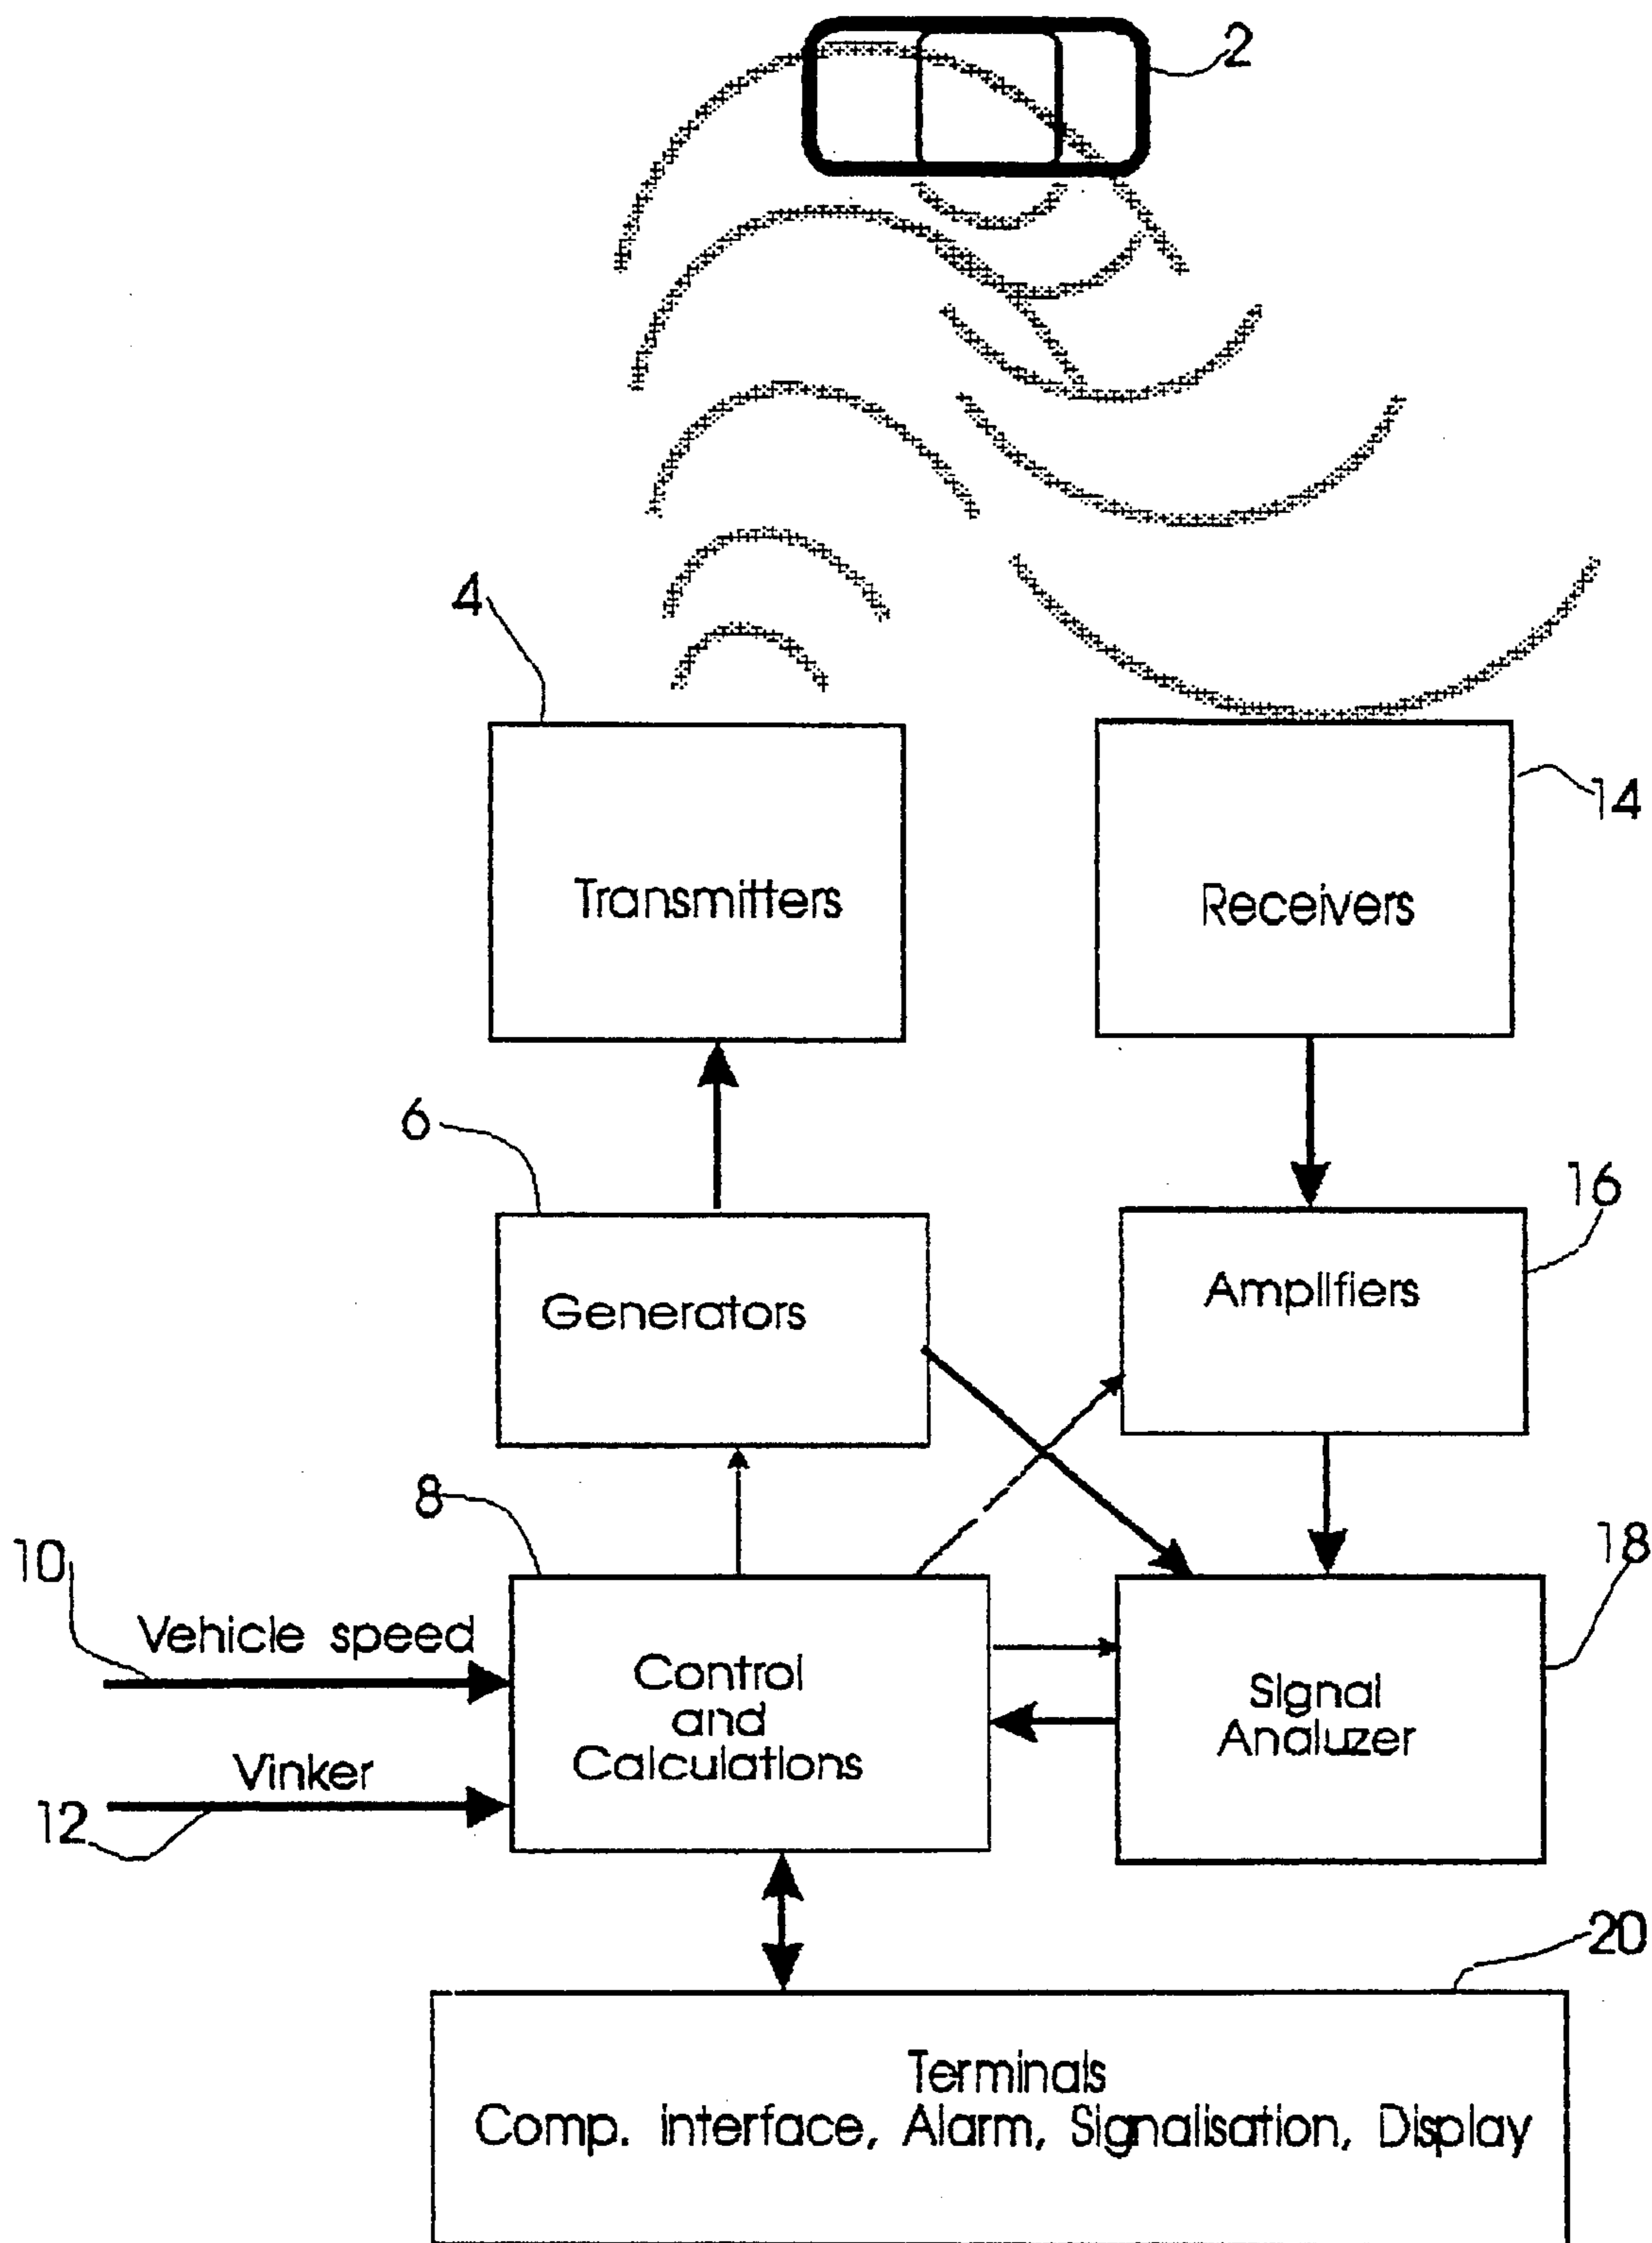 2
4
14
Transmitters
Receivers
6
16
Generators
Amplifiers
8
10
18
Vehicle speed
Control
and
Calculations
Signal
Analuzer
Vinker
12
20
Terminals
Comp. interface, Alarm, Signalisation, Display